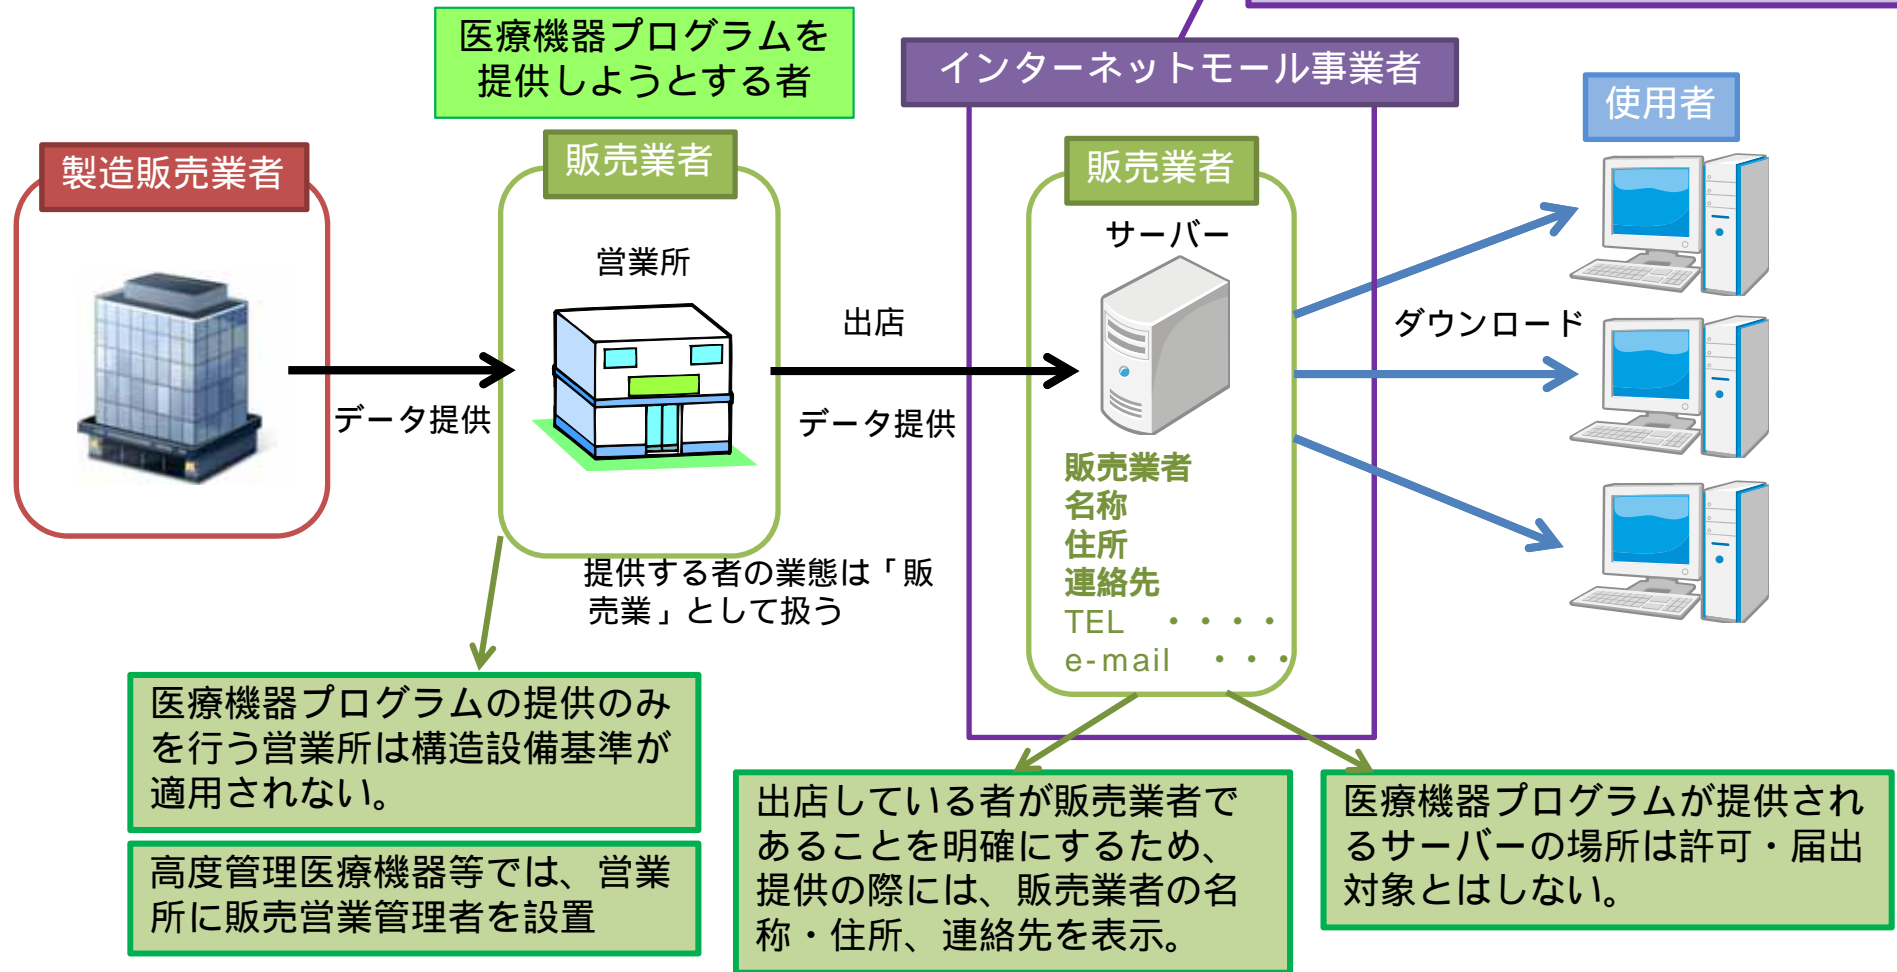 医療機器プログラムを
提供しようとする者
インターネットモール事業者
使用者
製造販売業者
販売業者
販売業者
営業所
サーバー
出店
ダウンロード
データ提供
データ提供
販売業者
名称
住所
連絡先
TEL ・・・・
e-mail ・・・
提供する者の業態は「販
売業」として扱う
医療機器プログラムの提供のみ
を行う営業所は構造設備基準が
適用されない。
高度管理医療機器等では、営業
所に販売営業管理者を設置
出店している者が販売業者で
あることを明確にするため、
提供の際には、販売業者の名
称・住所、連絡先を表示。
医療機器プログラムが提供され
るサーバーの場所は許可・届出
対象とはしない。